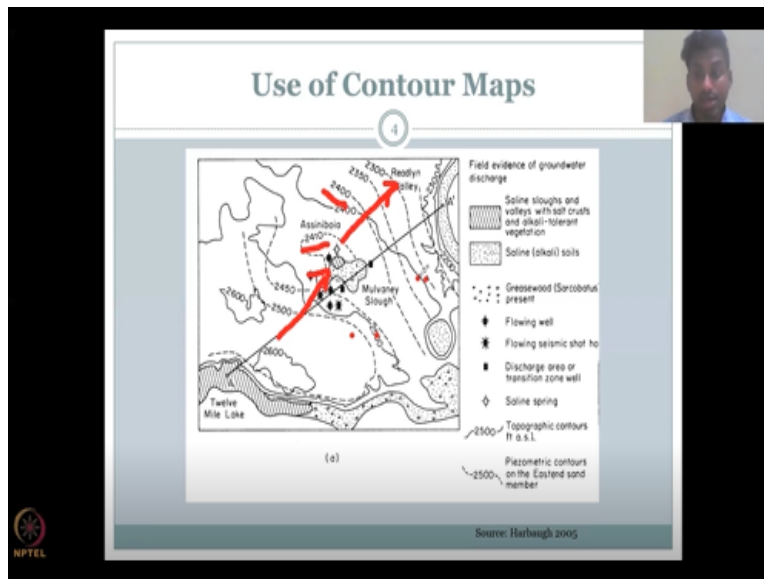 Use of Contour Maps
4
Field evidence of groundwater
discharge
Saline sloughs and
valleys with salt crusts
and alkali-tolerant
vegetation
Saline (alkali) soils
Greasewood (Sarcobatus)
present
Flowing well
Flowing seismic shot ho
Discharge area or
transition zone well
Saline spring
2500 Topographic contours
ft a.s.l.
2500 Piezometric contours
on the Eastend sand
member
2300
Readlyn
2350
Valley
2400
2400
A'
Assiniboia
2410
2450
2600
2500
Mulvaney
Slough
2600
A
Twelve
Mile Lake
(a)
Source: Harbaugh 2005
NPTEL